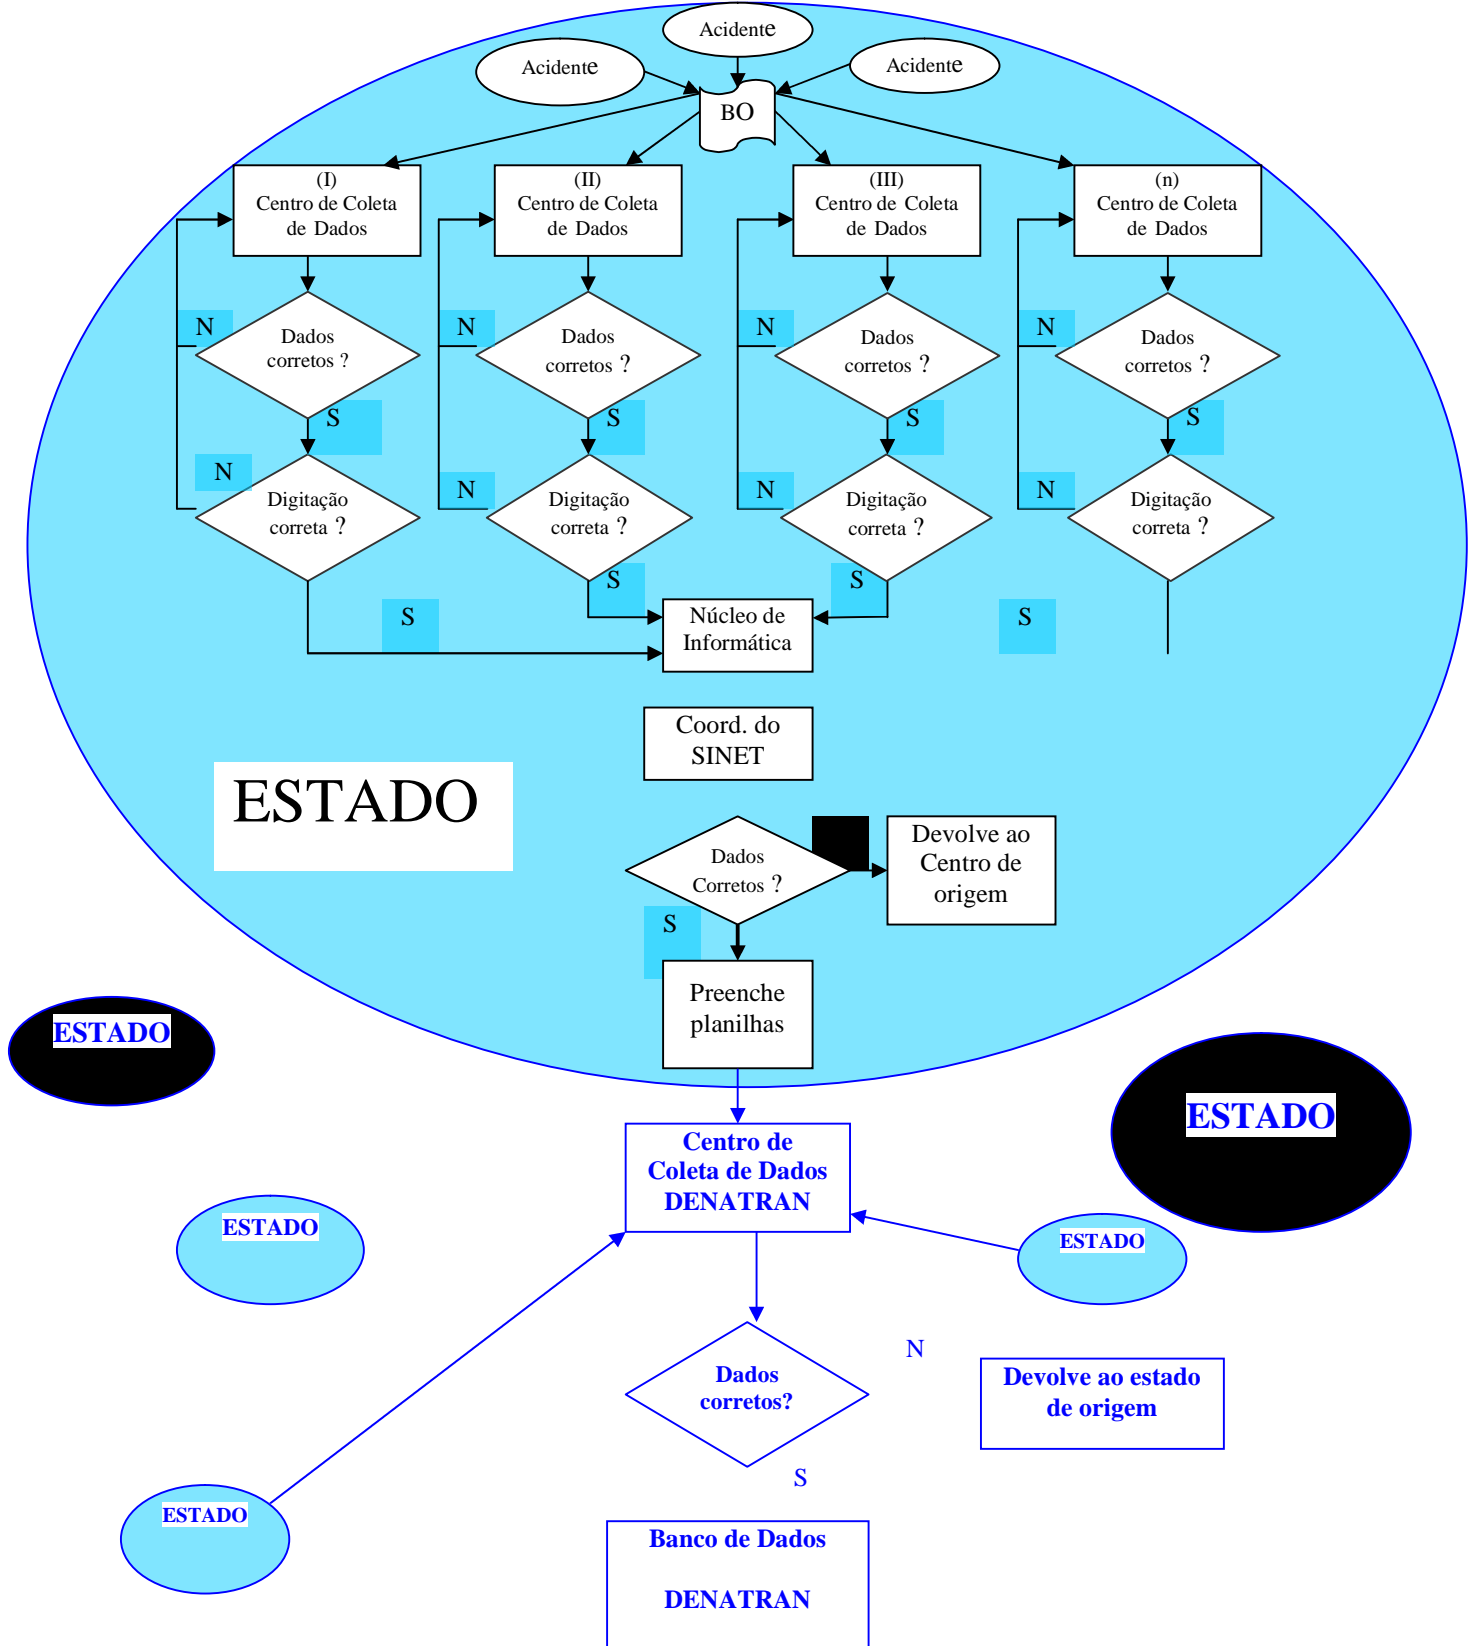 Acidente
Acidente
Acidente
BO
(I)
Centro de Coleta
de Dados
(II)
Centro de Coleta
de Dados
(III)
Centro de Coleta
de Dados
(n)
Centro de Coleta
de Dados
N
Dados
corretos ?
N
Dados
corretos ?
N
Dados
corretos ?
N
Dados
corretos ?
S
S
S
S
N
Digitação
correta ?
N
Digitação
correta ?
N
Digitação
correta ?
N
Digitação
correta ?
S
S
S
S
Núcleo de
Informática
Coord. do
SINET
ESTADO
Dados
Corretos ?
Devolve ao
Centro de
origem
S
Preenche
planilhas
ESTADO
ESTADO
Centro de
Coleta de Dados
DENATRAN
ESTADO
ESTADO
Dados
corretos?
N
Devolve ao estado
de origem
S
ESTADO
Banco de Dados
DENATRAN